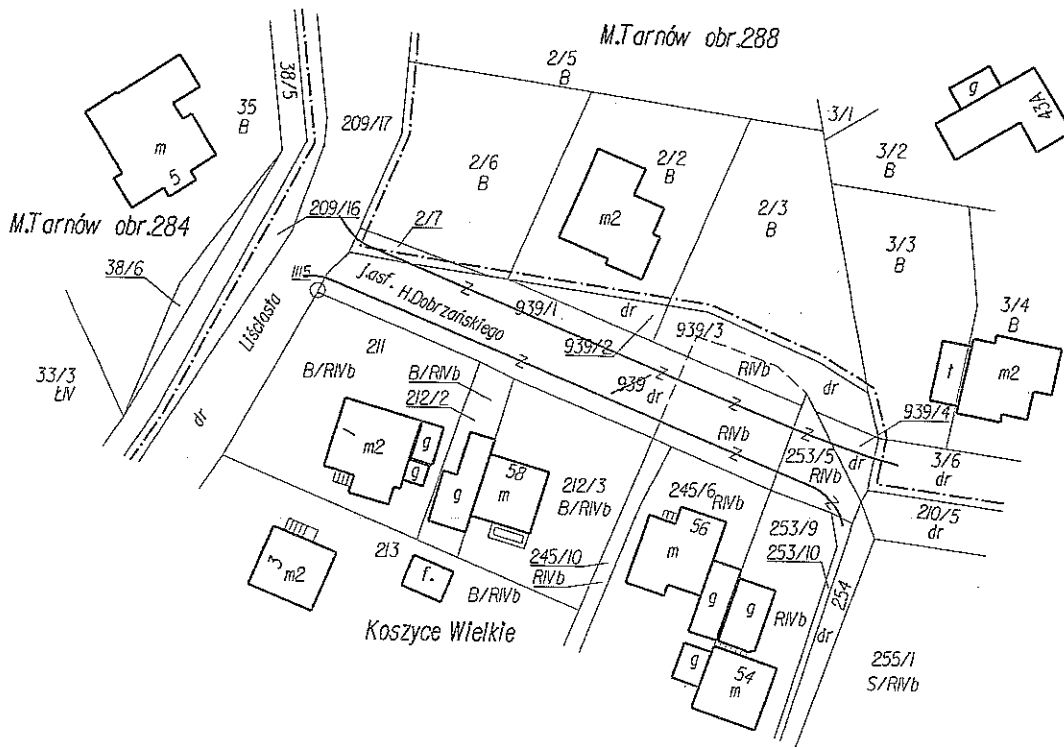 M.Tarnów obr.288
2/5
B
g
43A
38/5
35
B
209/17
3/1
m
5
2/6
B
2/2
B
3/2
B
m2
2/3
B
209/16
2/7
M.Tarnów obr.284
3/3
B
38/6
1115
j.asf. H.Dobrzańskiego
Z
939/1
dr
939/2
939/3
3/4
B
Liściasta
211
B/RIVb
B/RIVb
212/2
Z
939
dr
Z
RIVb
dr
t
m2
33/3
ŁIV
dr
Z
RIVb
Z
939/4
1
m2
g
g
58
m
g
212/3
B/RIVb
Z
253/5
RIVb
dr
3/6
dr
245/6
RIVb
Z
210/5
dr
56
m
253/9
253/10
3
m2
213
f.
B/RIVb
245/10
RIVb
g
g
RIVb
254
dr
Koszyce Wielkie
g
54
m
255/1
S/RIVb